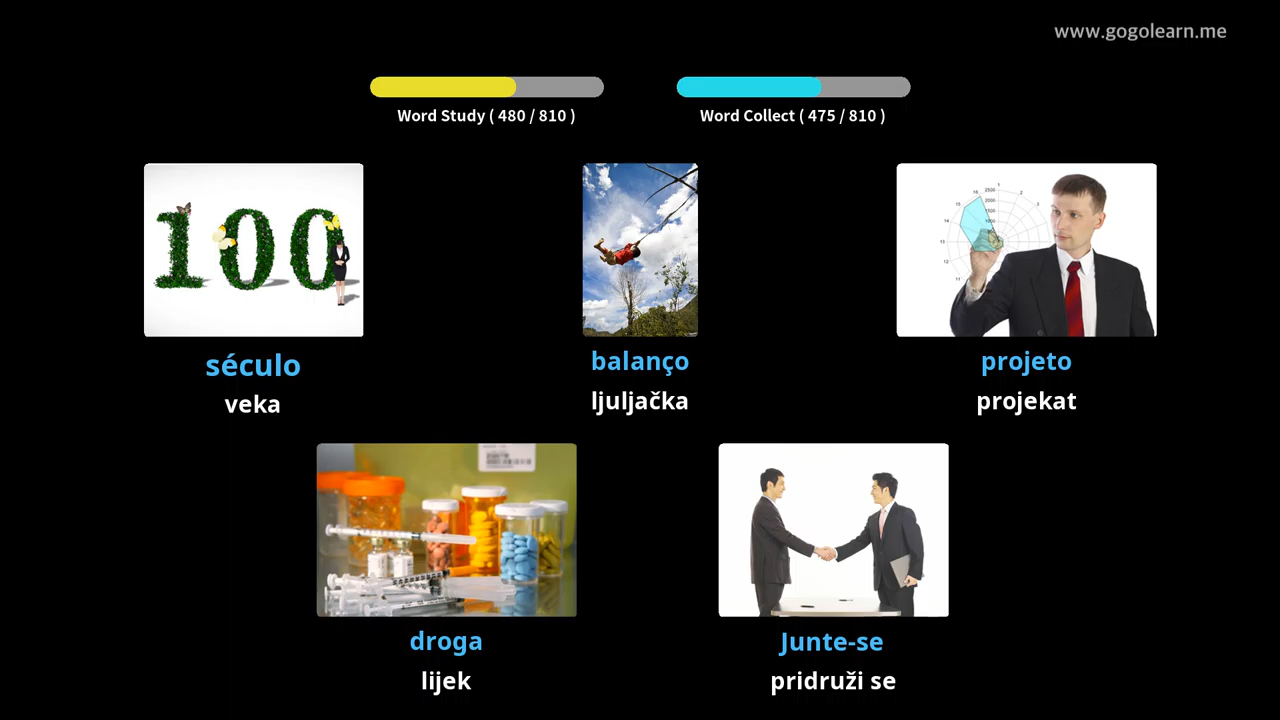 www.gogolearn.me
Word Study ( 480 / 810 )
Word Collect ( 475 / 810 )
100
século
veka
balanço
ljuljačka
projeto
projekat
droga
lijek
Junte-se
pridruži se